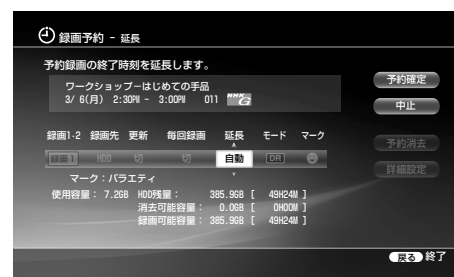 録画予約 - 延長
予約録画の終了時刻を延長します。
ワークショップーはじめての手品
3/ 6(月) 2:30PM - 3:00PM 011 NHK G
予約確定
中止
録画1・2 録画先 更新 毎回録画 延長 モード マーク
録画1 HDD 切 切 自動 DR
予約消去
詳細設定
マーク：バラエティ
使用容量： 7.2GB HDD残量： 385.9GB [ 49H24M ]
消去可能容量： 0.0GB [ 0H00M ]
録画可能容量： 385.9GB [ 49H24M ]
戻る 終了